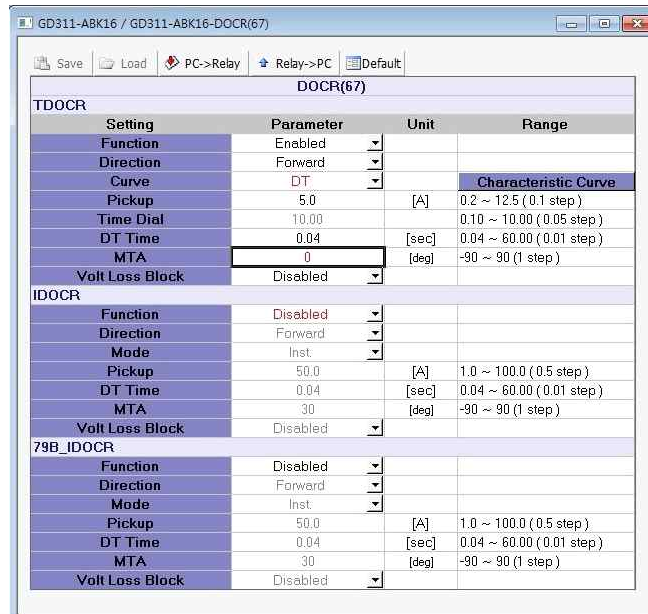 GD311-ABK16 / GD311-ABK16-DOCR(67)
Save Load PC->Relay Relay->PC Default
DOCR(67)
TDOCR
Setting Parameter Unit Range
Function Enabled
Direction Forward
Curve DT Characteristic Curve
Pickup 5.0 [A] 0.2 ~ 12.5 ( 0.1 step )
Time Dial 10.00 0.10 ~ 10.00 ( 0.05 step )
DT Time 0.04 [sec] 0.04 ~ 60.00 ( 0.01 step )
MTA 0 [deg] -90 ~ 90 (1 step )
Volt Loss Block Disabled
IDOCR
Function Disabled
Direction Forward
Mode Inst.
Pickup 50.0 [A] 1.0 ~ 100.0 ( 0.5 step )
DT Time 0.04 [sec] 0.04 ~ 60.00 ( 0.01 step )
MTA 30 [deg] -90 ~ 90 (1 step )
Volt Loss Block Disabled
79B_IDOCR
Function Disabled
Direction Forward
Mode Inst.
Pickup 50.0 [A] 1.0 ~ 100.0 ( 0.5 step )
DT Time 0.04 [sec] 0.04 ~ 60.00 ( 0.01 step )
MTA 30 [deg] -90 ~ 90 (1 step )
Volt Loss Block Disabled